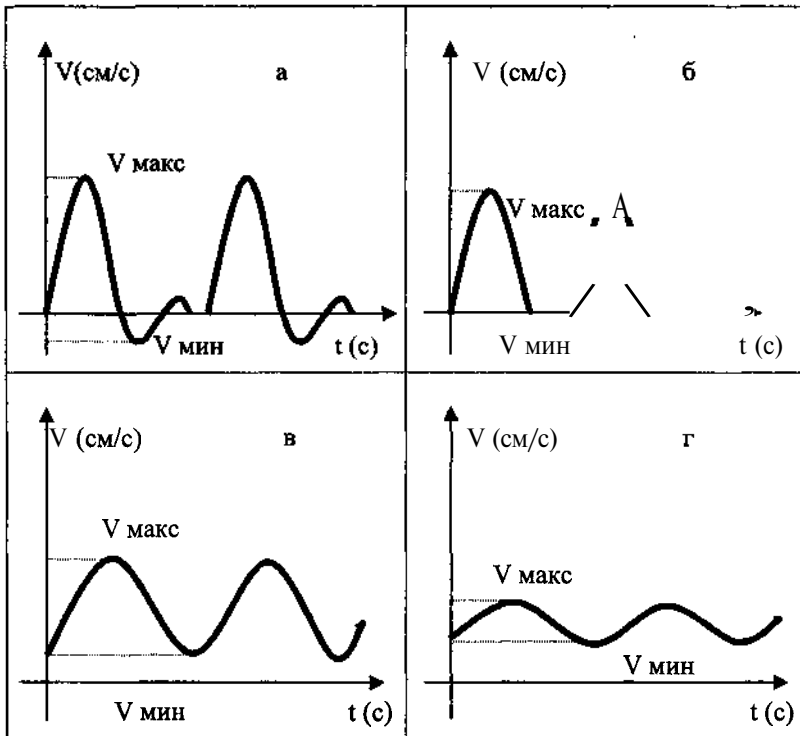 V(см/с) а
V макс
V мин
t (с)
V (см/с) б
V макс
V мин
t (с)
V (см/с) в
V макс
V мин
t (с)
V (см/с) г
V макс
V мин
t (с)